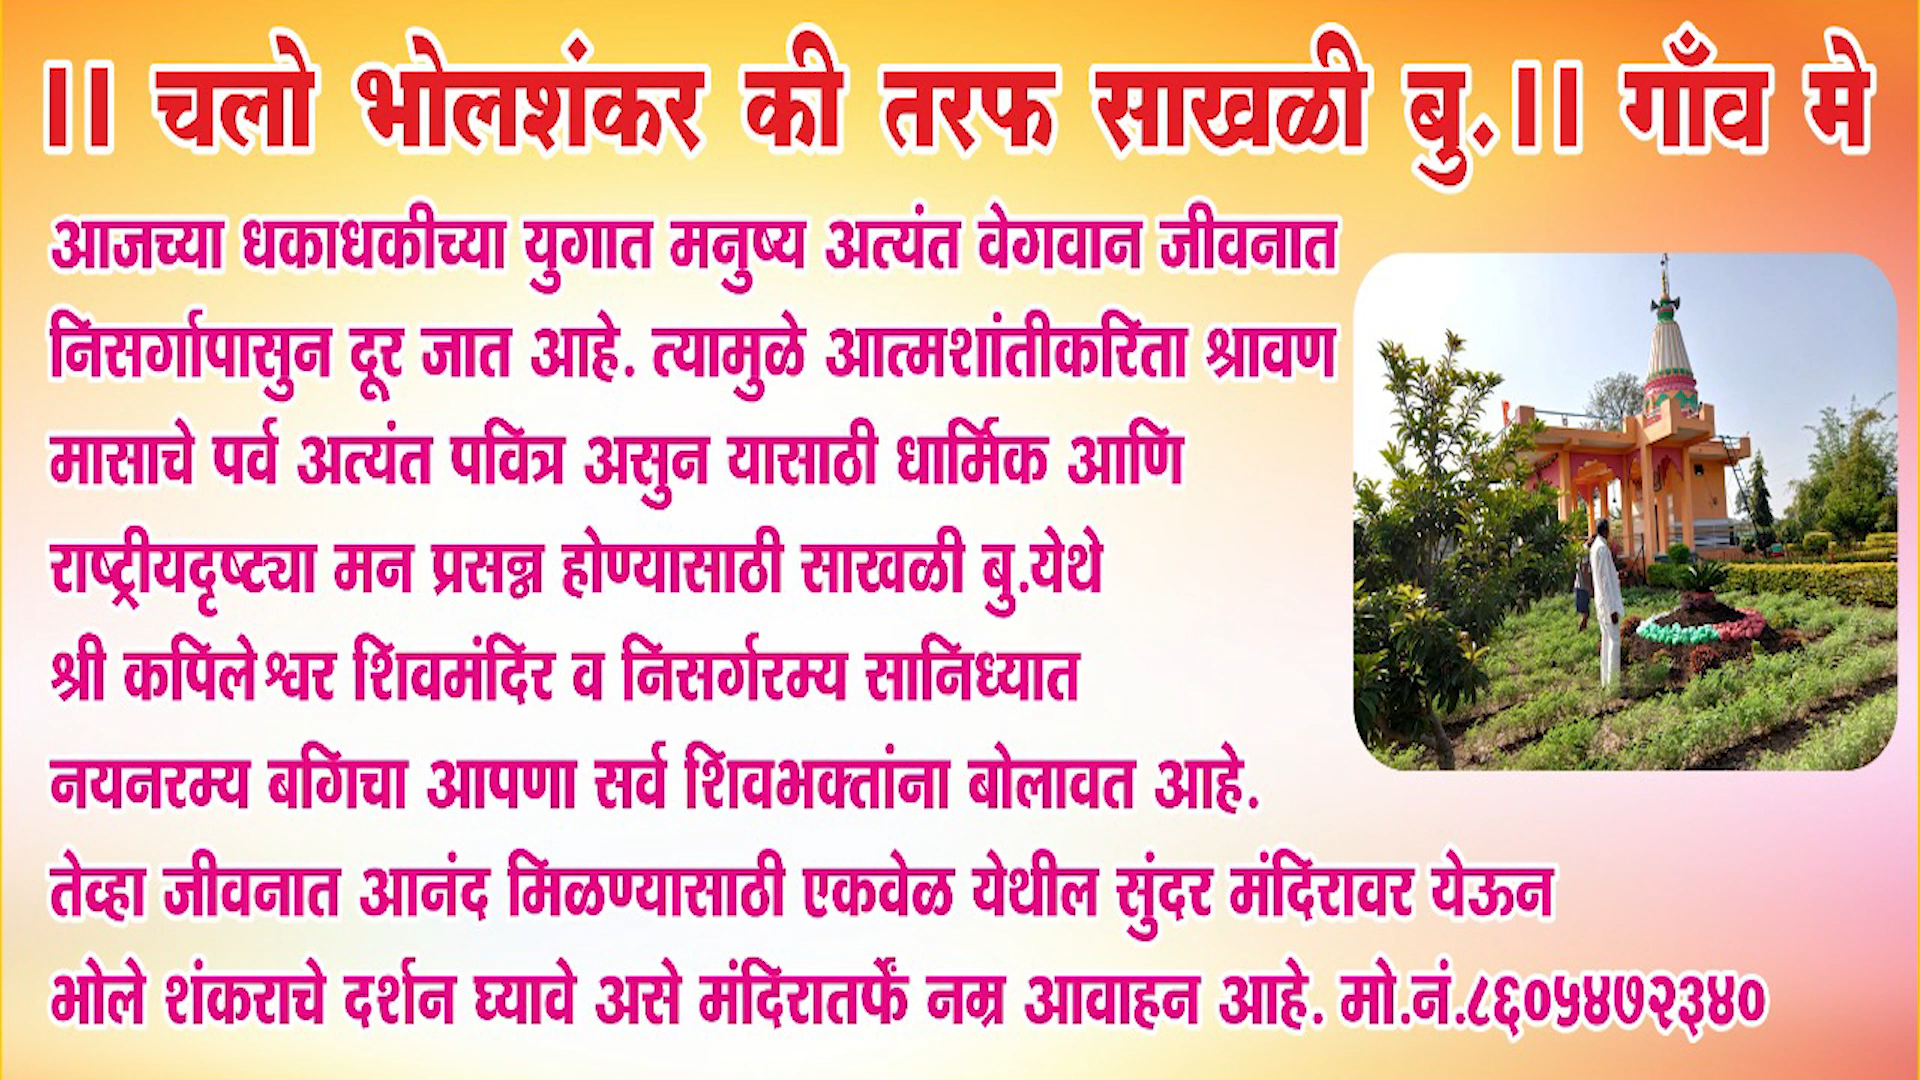 ।। चलो भोलशंकर की तरफ साखळी बु.।। गाँव मे
आजच्या धकाधकीच्या युगात मनुष्य अत्यंत वेगवान जीवनात
निसर्गापासुन दूर जात आहे. त्यामुळे आत्मशांतीकरिता श्रावण
मासाचे पर्व अत्यंत पवित्र असुन यासाठी धार्मिक आणि
राष्ट्रीयदृष्ट्या मन प्रसन्न होण्यासाठी साखळी बु.येथे
श्री कपिलेश्वर शिवमंदिर व निसर्गरम्य सानिध्यात
नयनरम्य बगिचा आपणा सर्व शिवभक्तांना बोलावत आहे.
तेव्हा जीवनात आनंद मिळण्यासाठी एकवेळ येथील सुंदर मंदिरावर येऊन
भोले शंकराचे दर्शन घ्यावे असे मंदिरातर्फे नम्र आवाहन आहे. मो.नं.८६०५४७२३४०